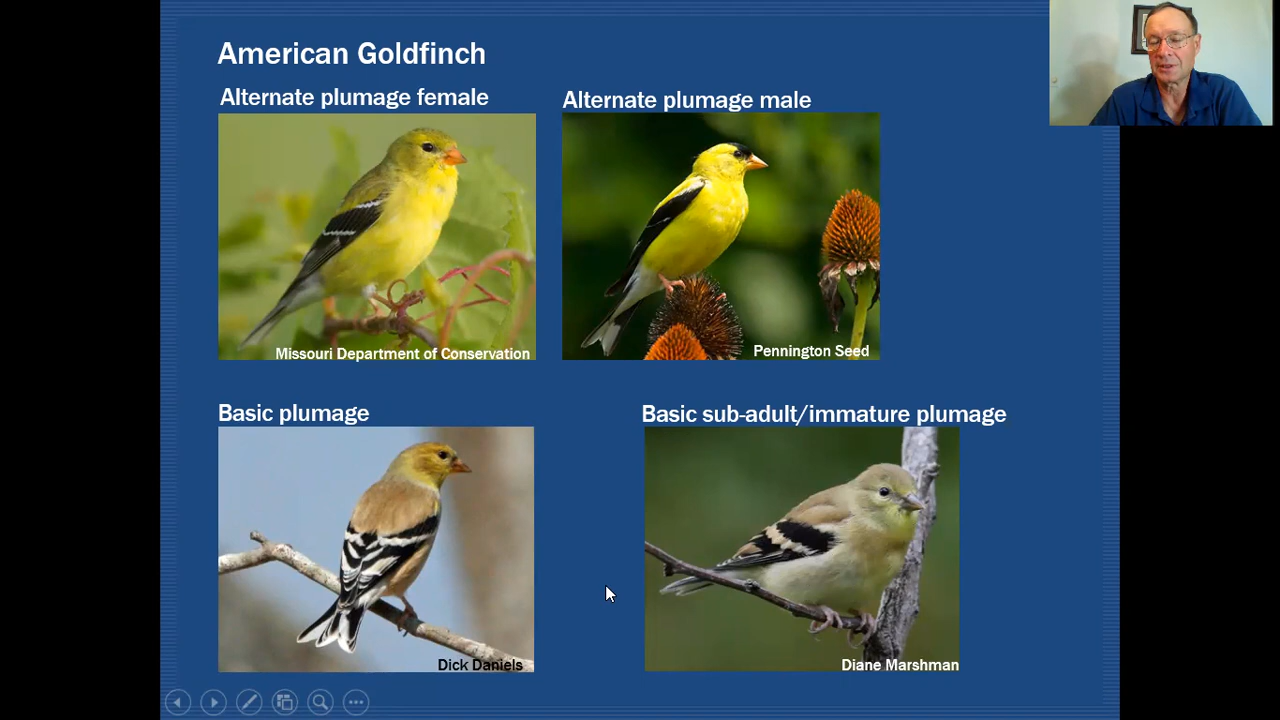 American Goldfinch
Alternate plumage female
Alternate plumage male
Missouri Department of Conservation
Pennington Seed
Basic plumage
Basic sub-adult/immature plumage
Dick Daniels
Diane Marshman